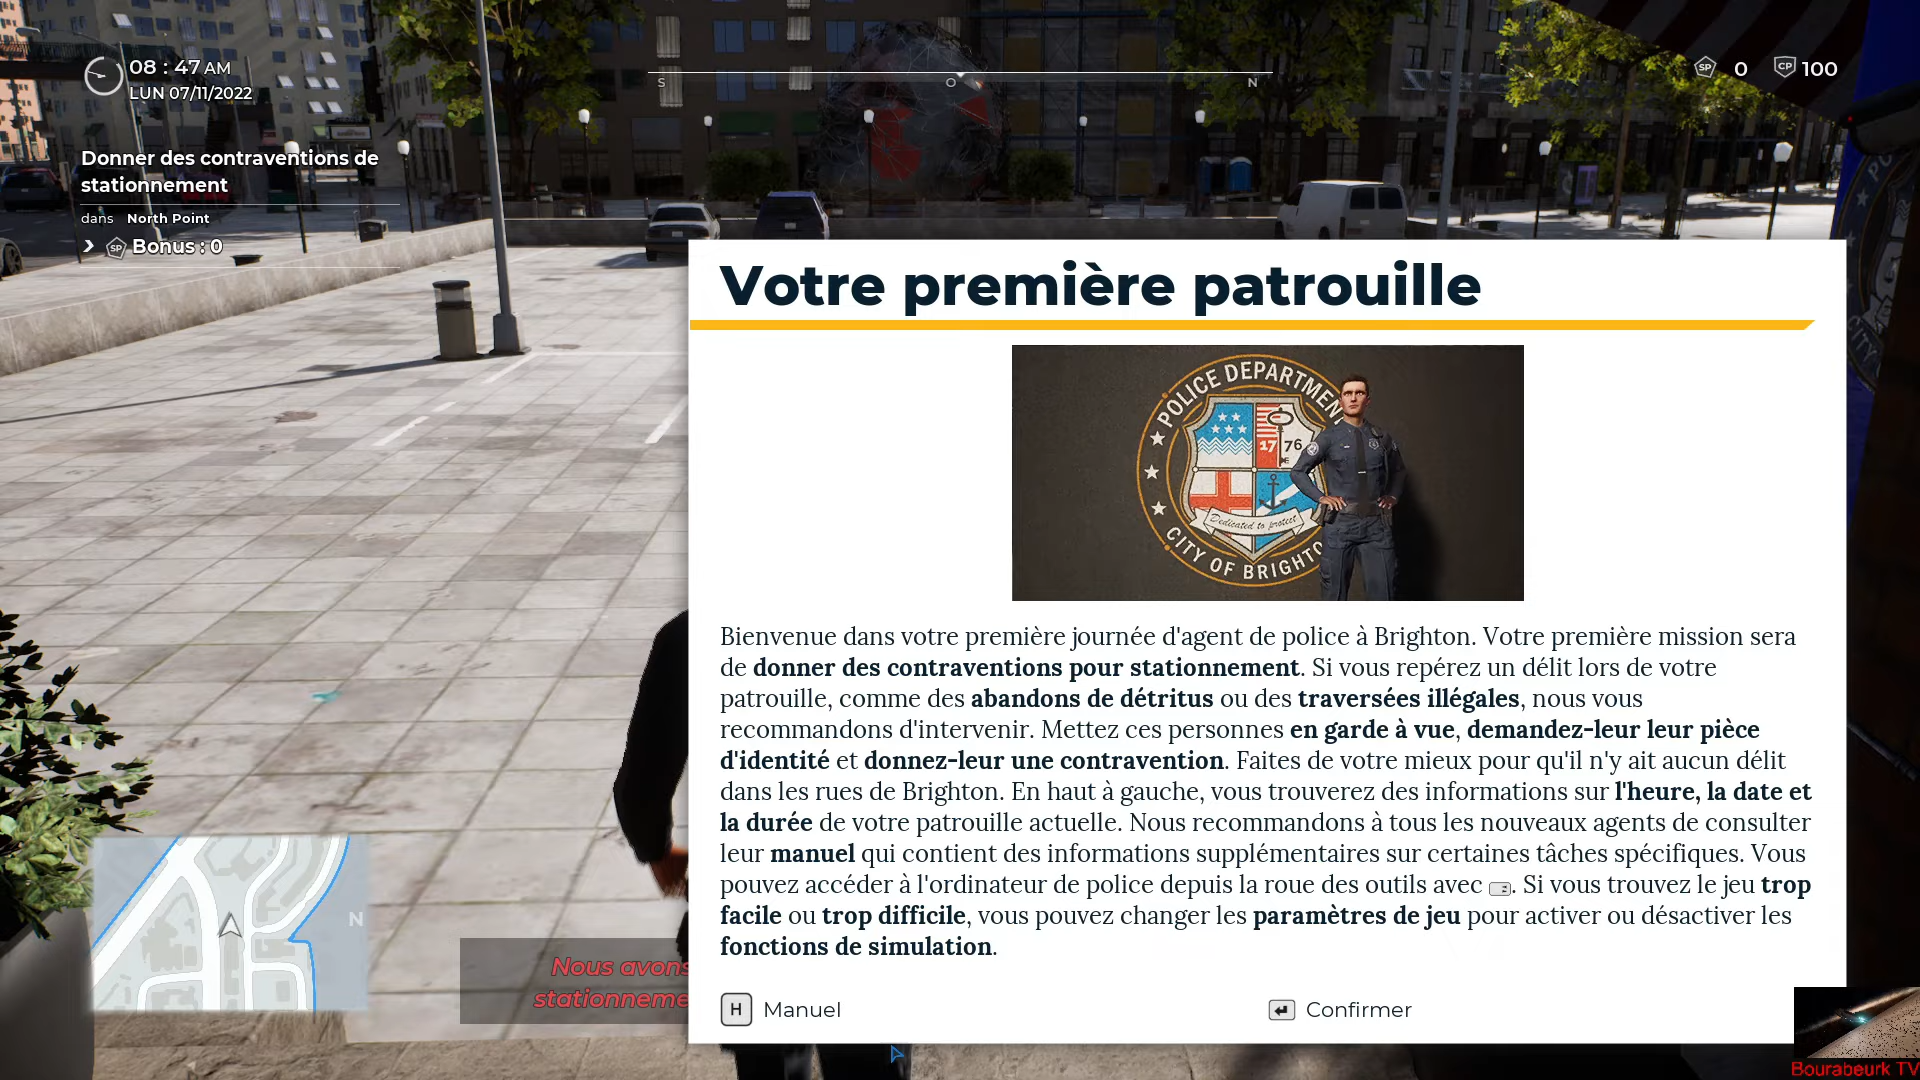 08 : 47 AM
LUN 07/11/2022
S
O
N
SP 0
CP 100
Donner des contraventions de
stationnement
dans North Point
SP Bonus : 0
Votre première patrouille
POLICE DEPARTMEN
17 76
Dedicated to protect
CITY OF BRIGHTO
Bienvenue dans votre première journée d'agent de police à Brighton. Votre première mission sera
de donner des contraventions pour stationnement. Si vous repérez un délit lors de votre
patrouille, comme des abandons de détritus ou des traversées illégales, nous vous
recommandons d'intervenir. Mettez ces personnes en garde à vue, demandez-leur leur pièce
d'identité et donnez-leur une contravention. Faites de votre mieux pour qu'il n'y ait aucun délit
dans les rues de Brighton. En haut à gauche, vous trouverez des informations sur l'heure, la date et
la durée de votre patrouille actuelle. Nous recommandons à tous les nouveaux agents de consulter
leur manuel qui contient des informations supplémentaires sur certaines tâches spécifiques. Vous
pouvez accéder à l'ordinateur de police depuis la roue des outils avec . Si vous trouvez le jeu trop
facile ou trop difficile, vous pouvez changer les paramètres de jeu pour activer ou désactiver les
fonctions de simulation.
N
Nous avons
stationneme
H Manuel
Confirmer
Bourabeurk TV